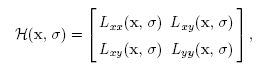 H(x, σ) = [ L_xx(x, σ) L_xy(x, σ)
L_xy(x, σ) L_yy(x, σ) ],